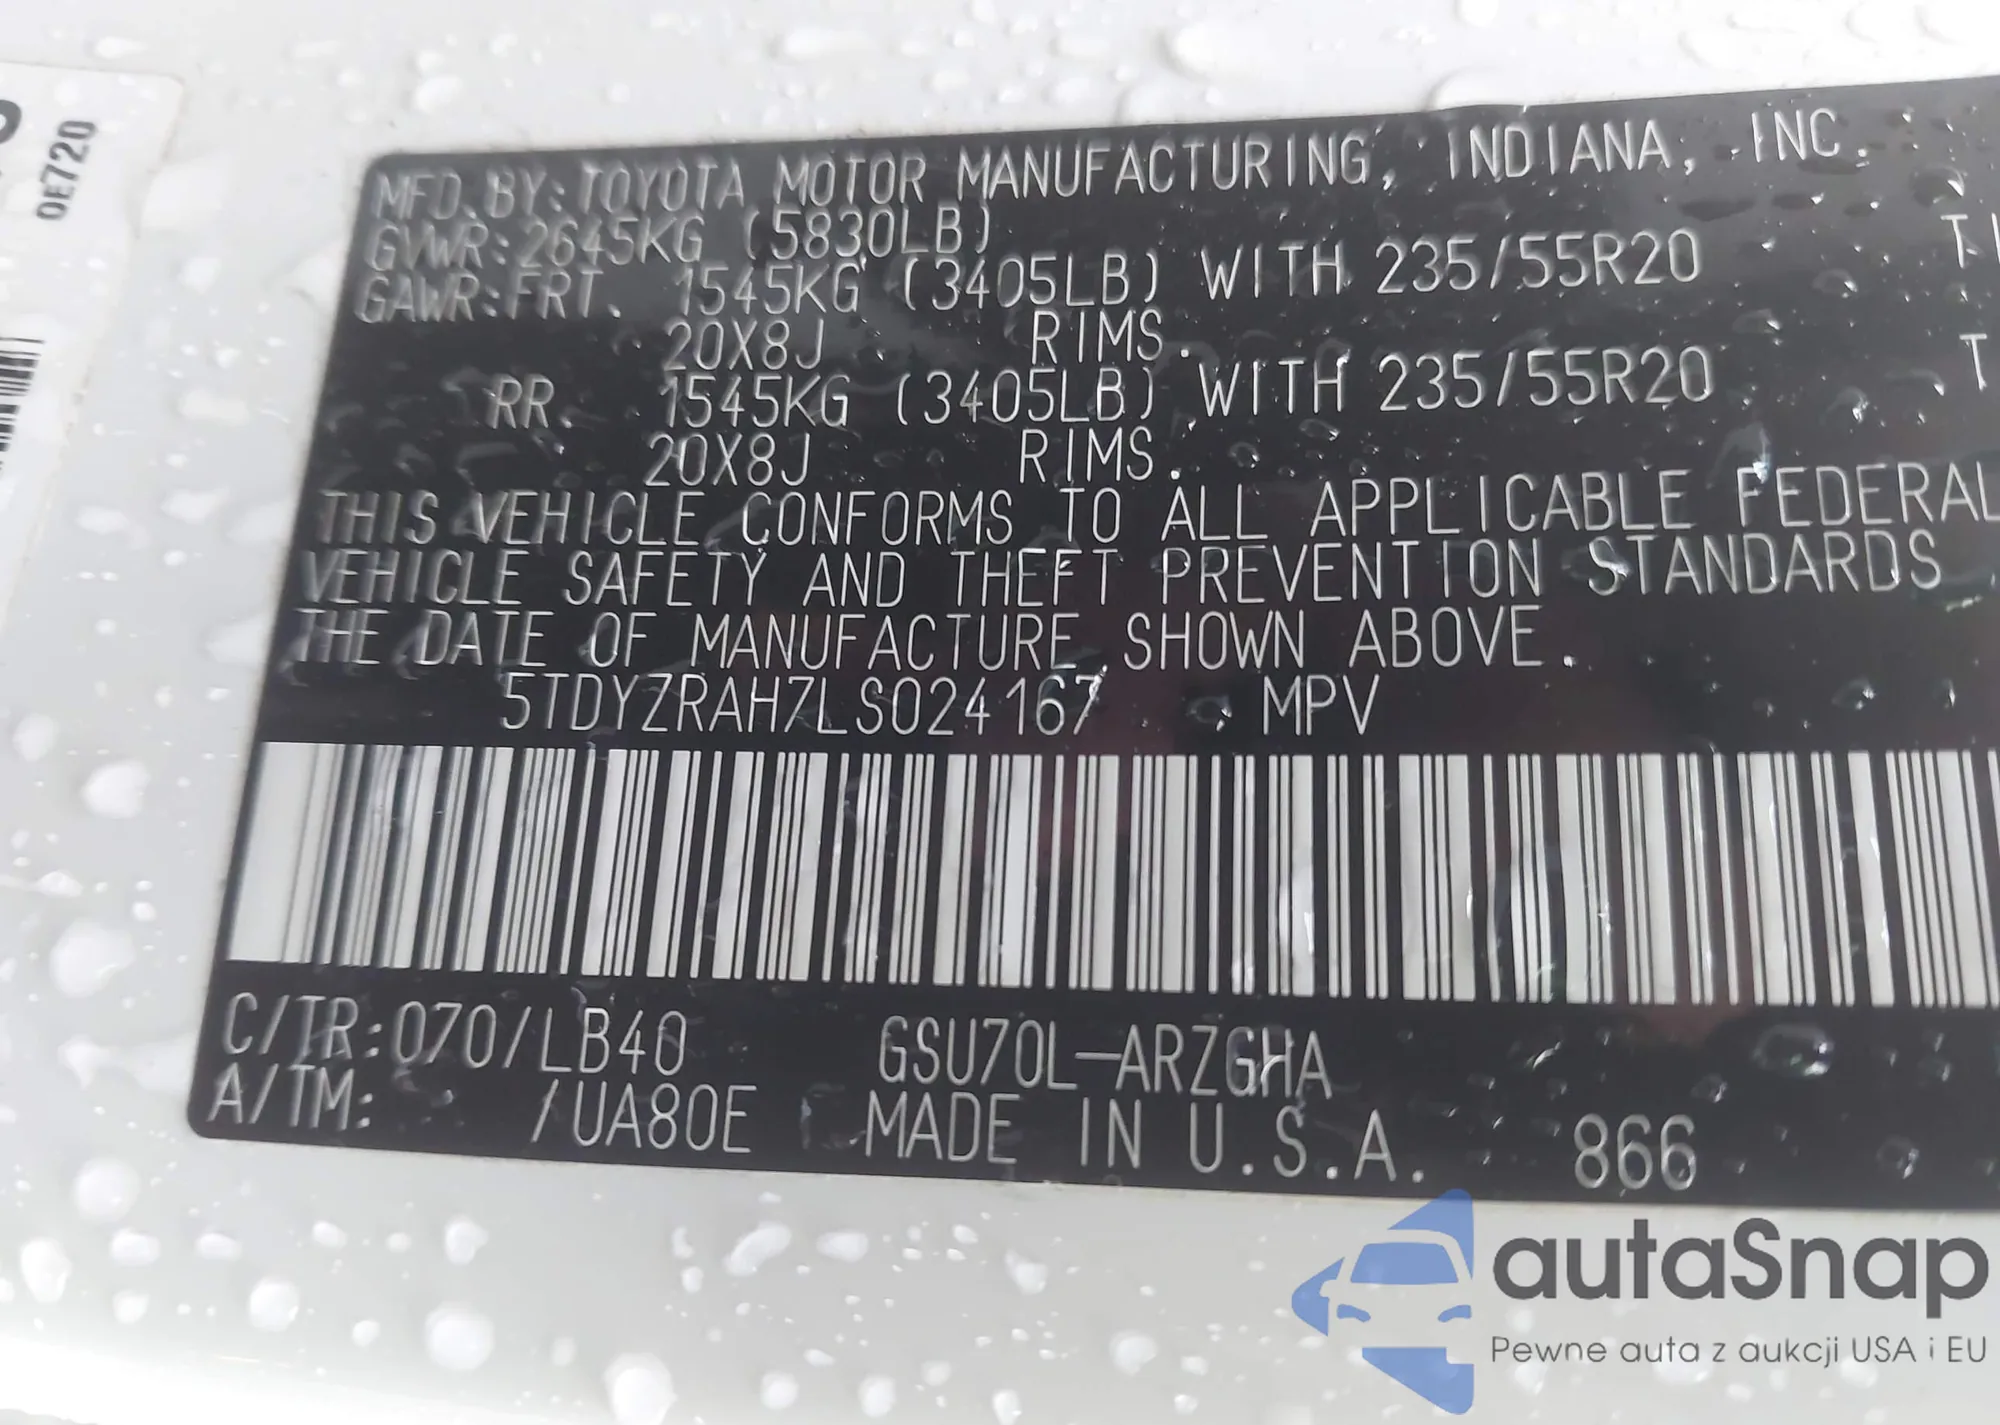 0E720
MFD. BY: TOYOTA MOTOR MANUFACTURING, INDIANA, INC.
GVWR: 2645KG (5830LB)
GAWR: FRT. 1545KG (3405LB) WITH 235/55R20
20X8J RIMS.
RR. 1545KG (3405LB) WITH 235/55R20
20X8J RIMS.
THIS VEHICLE CONFORMS TO ALL APPLICABLE FEDERAL
VEHICLE SAFETY AND THEFT PREVENTION STANDARDS
THE DATE OF MANUFACTURE SHOWN ABOVE.
5TDYZRAH7LS024167 MPV
C/TR: 070/LB40 GSU70L-ARZGHA
A/TM: /UA80E MADE IN U.S.A. 866
autaSnap
Pewne auta z aukcji USA i EU